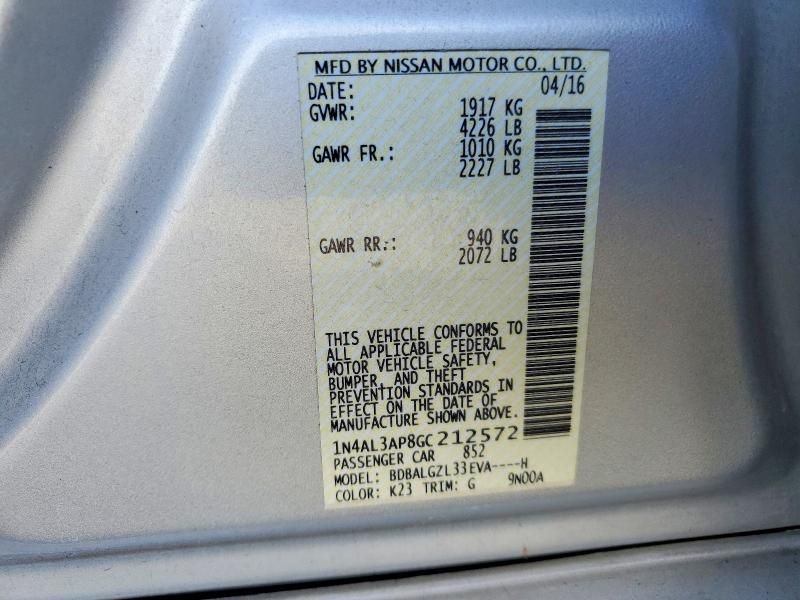 MFD BY NISSAN MOTOR CO., LTD.
DATE: 04/16
GVWR: 1917 KG
4226 LB
GAWR FR.: 1010 KG
2227 LB
GAWR RR.: 940 KG
2072 LB
THIS VEHICLE CONFORMS TO
ALL APPLICABLE FEDERAL
MOTOR VEHICLE SAFETY,
BUMPER, AND THEFT
PREVENTION STANDARDS IN
EFFECT ON THE DATE OF
MANUFACTURE SHOWN ABOVE.
1N4AL3AP8GC212572
PASSENGER CAR 852
MODEL: BDBALGZL33EVA----H
COLOR: K23 TRIM: G 9N00A